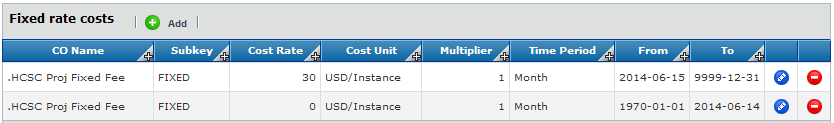 Fixed rate costs Add
CO Name Subkey Cost Rate Cost Unit Multiplier Time Period From To
.HCSC Proj Fixed Fee FIXED 30 USD/Instance 1 Month 2014-06-15 9999-12-31
.HCSC Proj Fixed Fee FIXED 0 USD/Instance 1 Month 1970-01-01 2014-06-14